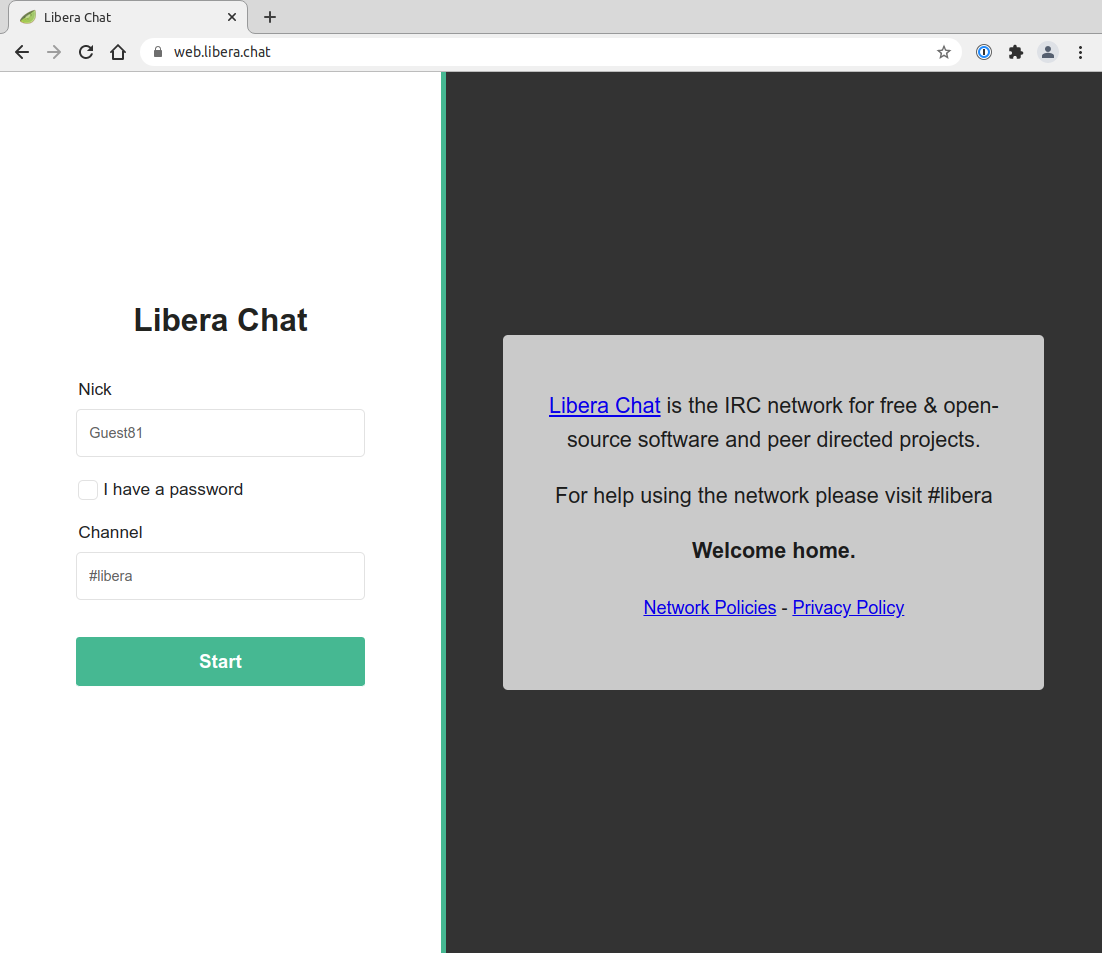 Libera Chat
web.libera.chat
Libera Chat
Nick
Guest81
I have a password
Channel
#libera
Start
Libera Chat is the IRC network for free & open-
source software and peer directed projects.
For help using the network please visit #libera
Welcome home.
Network Policies - Privacy Policy